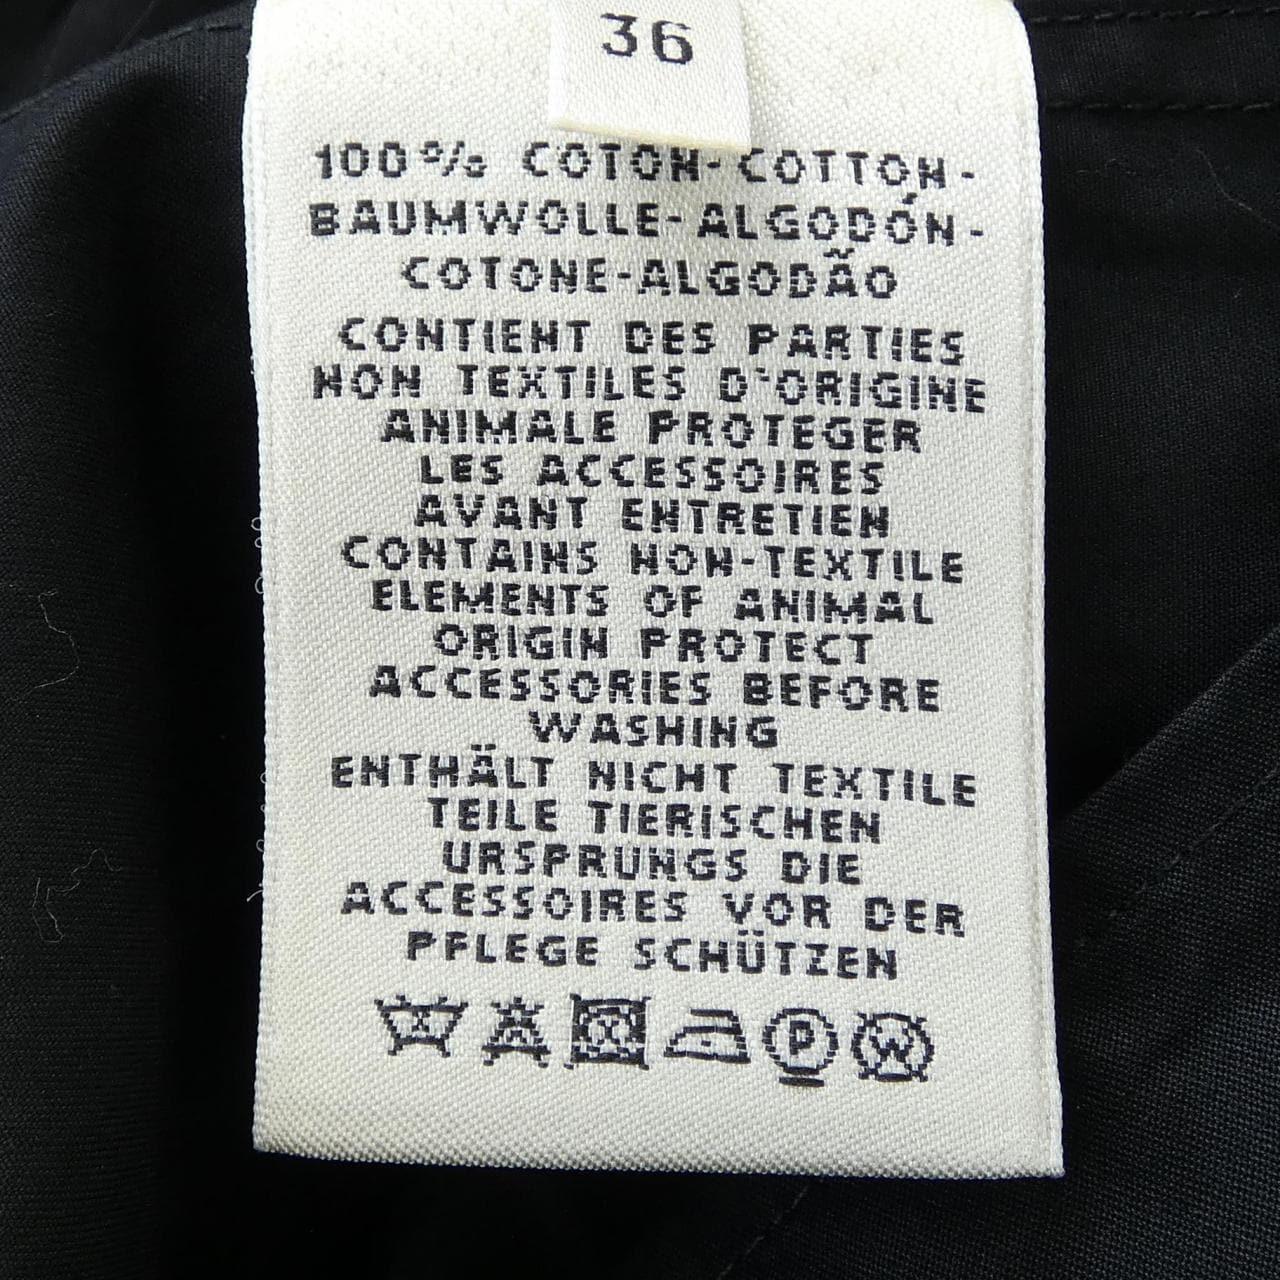 36
100% COTON-COTTON-
BAUMWOLLE-ALGODÓN-
COTONE-ALGODÃO
CONTIENT DES PARTIES
NON TEXTILES D'ORIGINE
ANIMALE PROTEGER
LES ACCESSOIRES
AVANT ENTRETIEN
CONTAINS NON-TEXTILE
ELEMENTS OF ANIMAL
ORIGIN PROTECT
ACCESSORIES BEFORE
WASHING
ENTHÄLT NICHT TEXTILE
TEILE TIERISCHEN
URSPRUNGS DIE
ACCESSOIRES VOR DER
PFLEGE SCHÜTZEN
P W